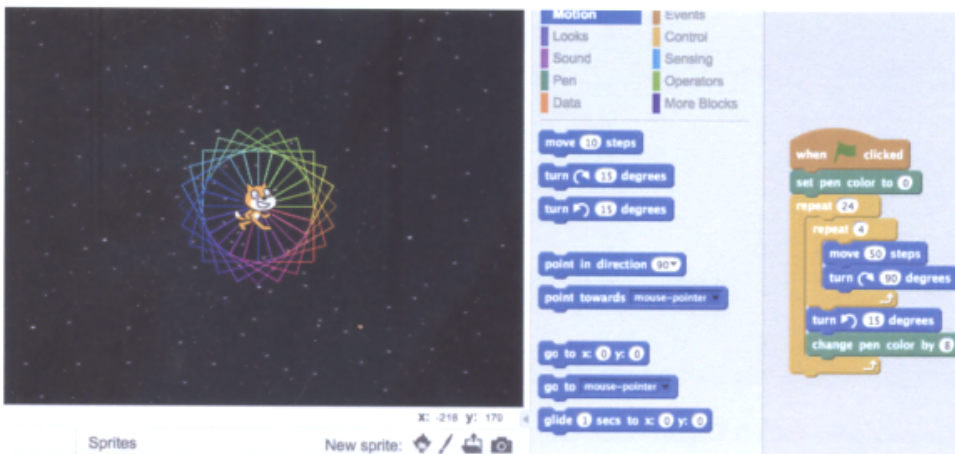 Motion
Events
Looks
Control
Sound
Sensing
Pen
Operators
Data
More Blocks
move 10 steps
turn 15 degrees
turn 15 degrees
point in direction 90
point towards mouse-pointer
go to x: 0 y: 0
go to mouse-pointer
glide 1 secs to x: 0 y: 0
when clicked
set pen color to 0
repeat 24
repeat 4
move 50 steps
turn 90 degrees
turn 15 degrees
change pen color by 8
x: -218 y: 179
Sprites
New sprite: